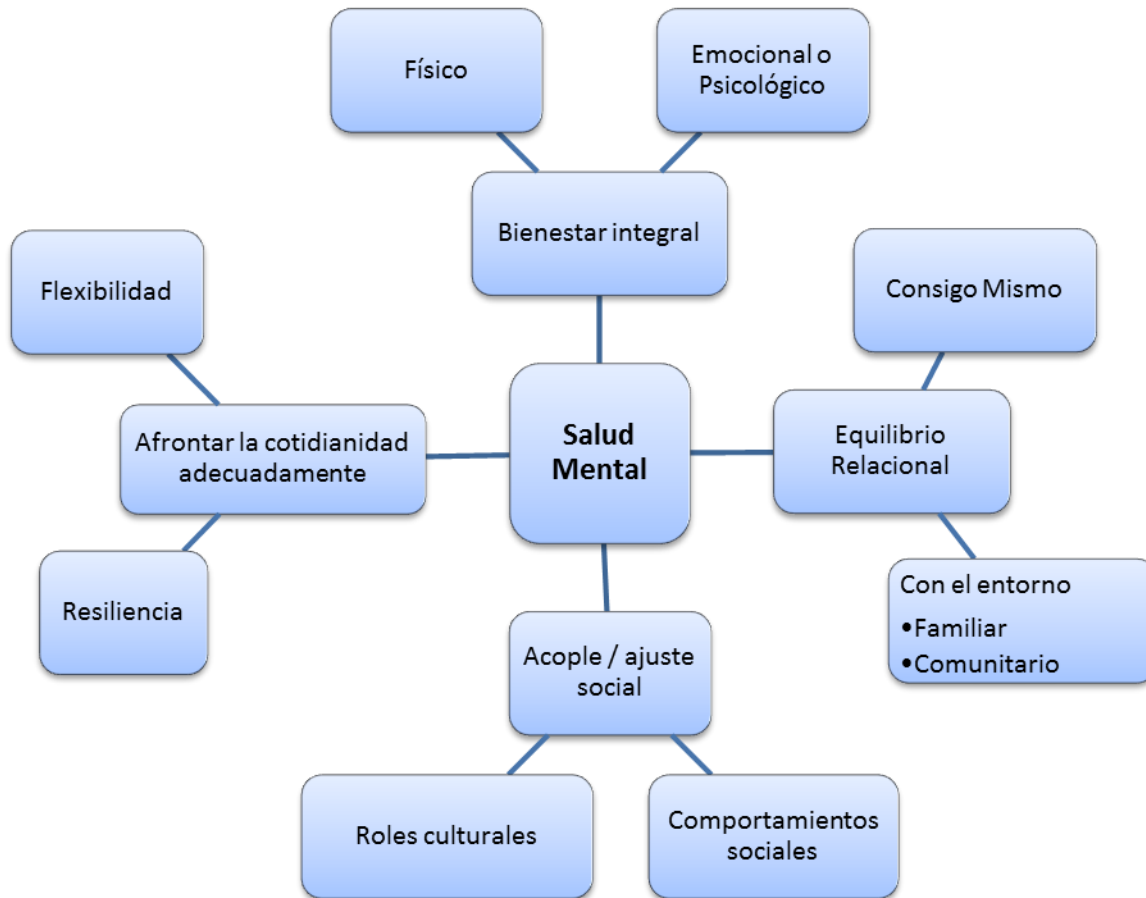 Físico
Emocional o
Psicológico
Bienestar integral
Flexibilidad
Consigo Mismo
Afrontar la cotidianidad
adecuadamente
Salud
Mental
Equilibrio
Relacional
Resiliencia
Con el entorno
•Familiar
•Comunitario
Acople / ajuste
social
Roles culturales
Comportamientos
sociales